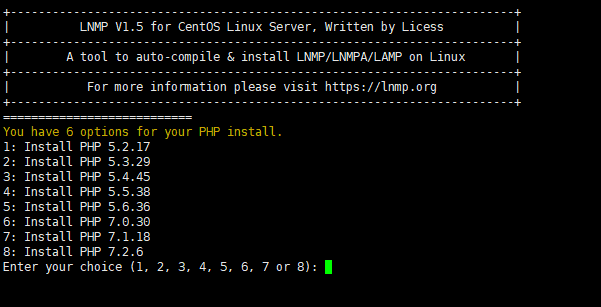 +------------------------------------------------------------------------+
| LNMP V1.5 for CentOS Linux Server, Written by Licess |
+------------------------------------------------------------------------+
| A tool to auto-compile & install LNMP/LNMPA/LAMP on Linux |
+------------------------------------------------------------------------+
| For more information please visit https://lnmp.org |
+------------------------------------------------------------------------+
===========================
You have 6 options for your PHP install.
1: Install PHP 5.2.17
2: Install PHP 5.3.29
3: Install PHP 5.4.45
4: Install PHP 5.5.38
5: Install PHP 5.6.36
6: Install PHP 7.0.30
7: Install PHP 7.1.18
8: Install PHP 7.2.6
Enter your choice (1, 2, 3, 4, 5, 6, 7 or 8):